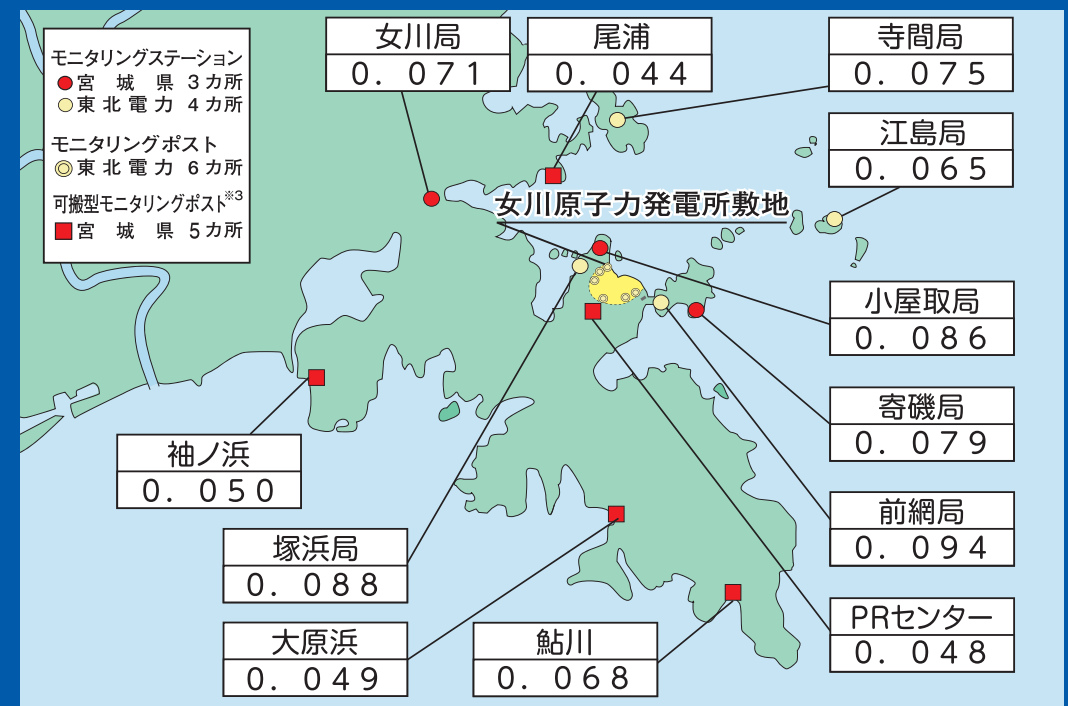 モニタリングステーション
宮城県 3カ所
東北電力 4カ所
モニタリングポスト
東北電力 6カ所
可搬型モニタリングポスト※3
宮城県 5カ所
女川局
0.071
尾浦
0.044
寺間局
0.075
江島局
0.065
女川原子力発電所敷地
小屋取局
0.086
寄磯局
0.079
前網局
0.094
PRセンター
0.048
袖ノ浜
0.050
塚浜局
0.088
大原浜
0.049
鮎川
0.068